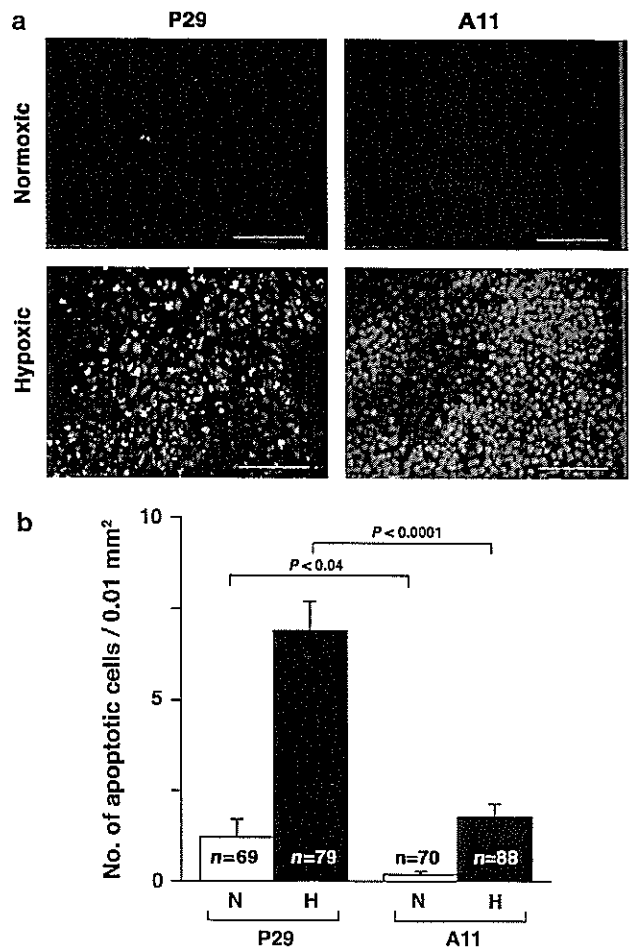 a
P29 A11
Normoxic
Hypoxic
b
No. of apoptotic cells / 0.01 mm²
10
5
0
P < 0.0001
P < 0.04
n=69 n=79 n=70 n=88
N H N H
P29 A11